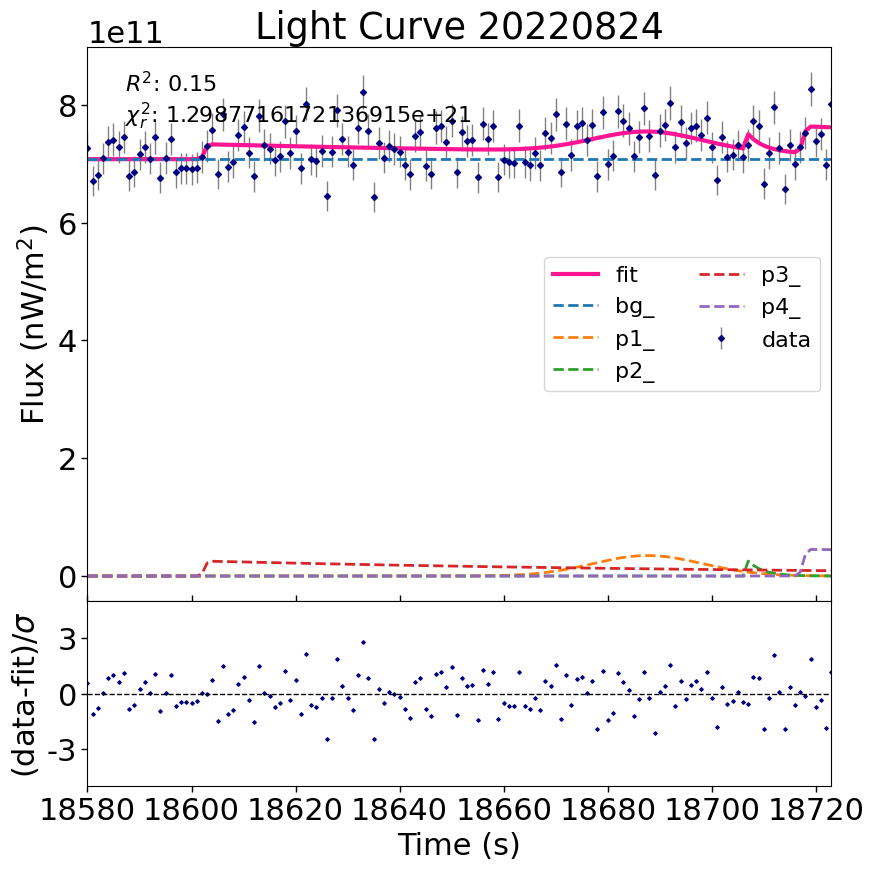 Light Curve 20220824
1e11
R²: 0.15
χ²ᵣ: 1.2987716172136915e+21
8
6
4
2
0
Flux (nW/m²)
fit
bg_
p1_
p2_
p3_
p4_
data
3
0
-3
(data-fit)/σ
18580 18600 18620 18640 18660 18680 18700 18720
Time (s)